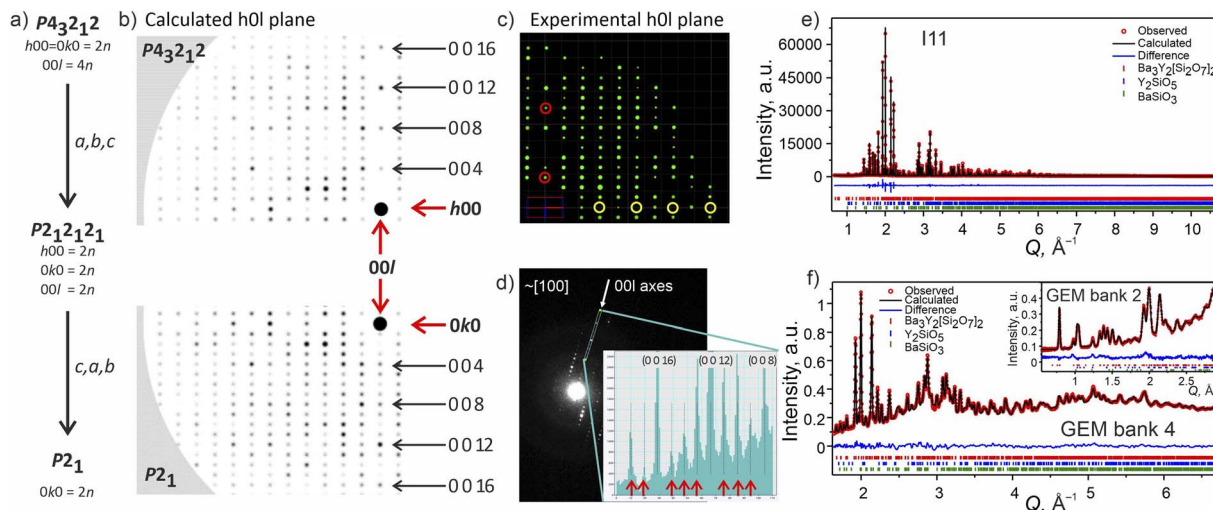 a)
P4₃2₁2
h00=0k0 = 2n
00l = 4n
a,b,c
P2₁2₁2₁
h00 = 2n
0k0 = 2n
00l = 2n
c,a,b
P2₁
0k0 = 2n
b) Calculated h0l plane
P4₃2₁2
0 0 16
0 0 12
0 0 8
0 0 4
h00
00l
0k0
P2₁
0 0 4
0 0 8
0 0 12
0 0 16
c) Experimental h0l plane
d)
~[100]
00l axes
(0 0 16)
(0 0 12)
(0 0 8)
e)
I11
Observed
Calculated
Difference
Ba₃Y₂[Si₂O₇]₂
Y₂SiO₅
BaSiO₃
Intensity, a.u.
60000
45000
30000
15000
0
1 2 3 4 5 6 7 8 9 10
Q, Å⁻¹
f)
Observed
Calculated
Difference
Ba₃Y₂[Si₂O₇]₂
Y₂SiO₅
BaSiO₃
Intensity, a.u.
1.0
0.8
0.6
0.4
0.2
0
2 3 4 5 6
Q, Å⁻¹
GEM bank 4
GEM bank 2
Intensity, a.u.
0.4
0.3
0.2
0.1
0
1.0 1.5 2.0 2.5
Q, Å